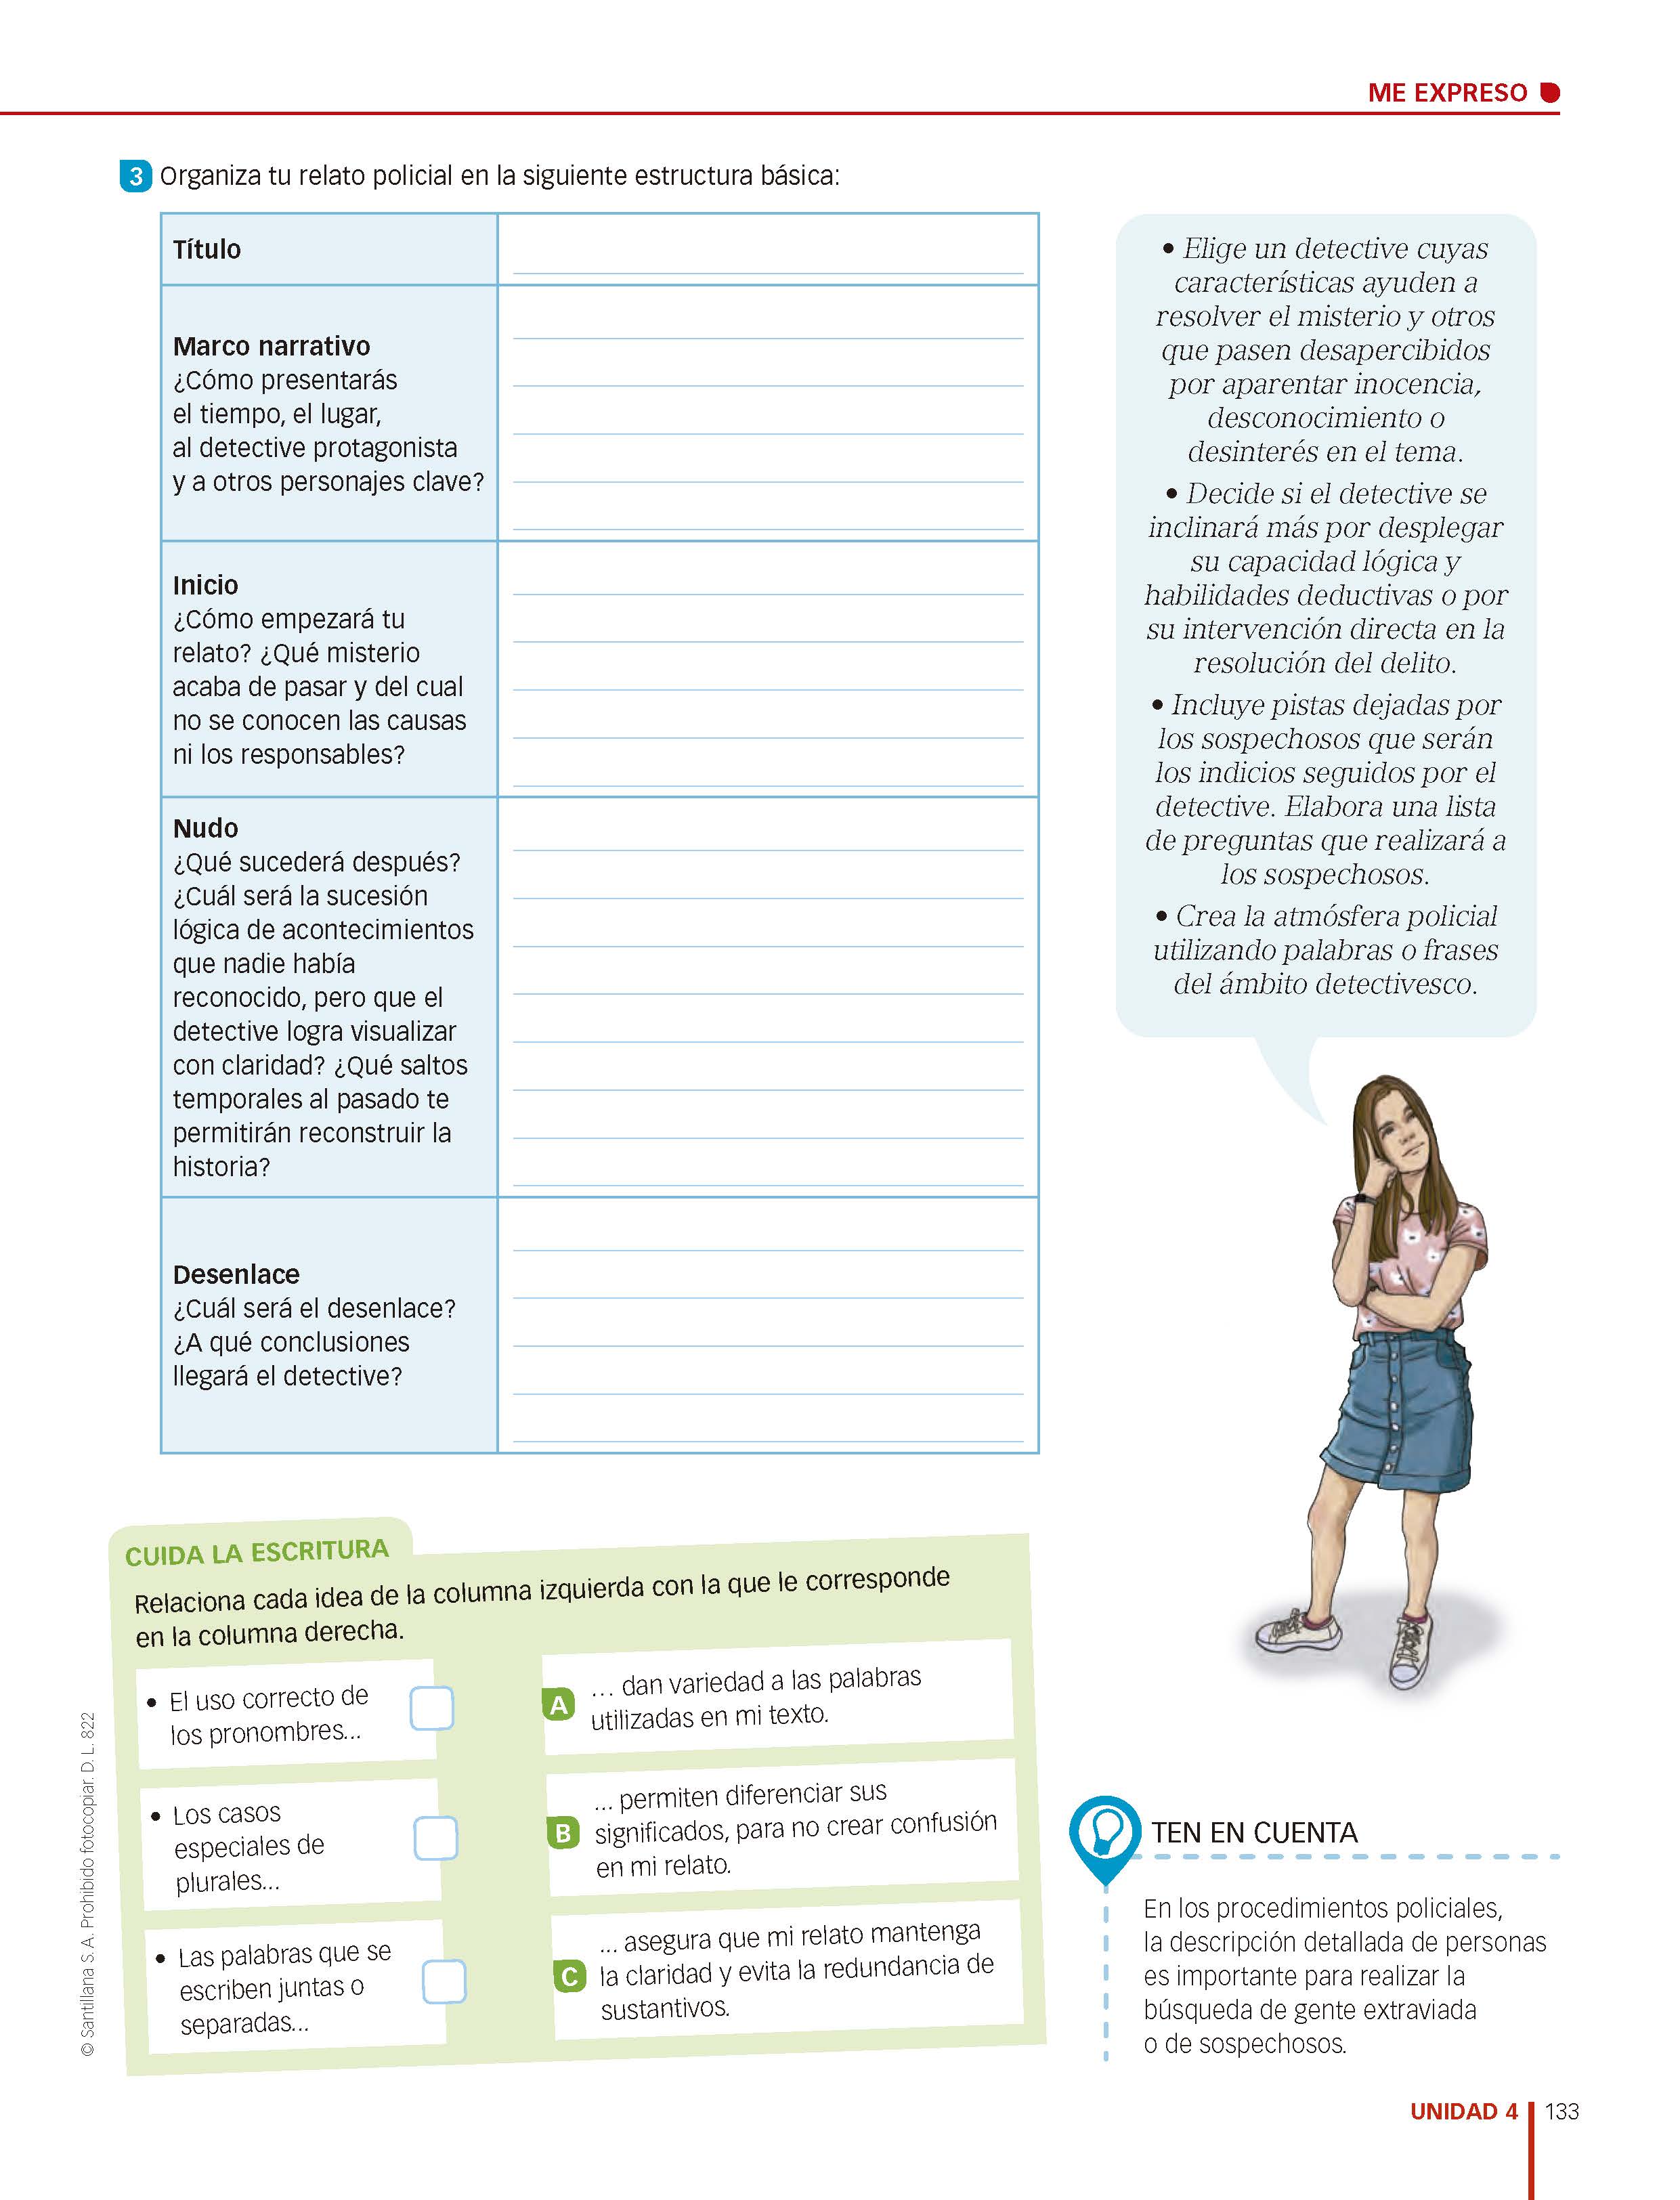 ME EXPRESO
3 Organiza tu relato policial en la siguiente estructura básica:
Título
Marco narrativo
¿Cómo presentarás
el tiempo, el lugar,
al detective protagonista
y a otros personajes clave?
Inicio
¿Cómo empezará tu
relato? ¿Qué misterio
acaba de pasar y del cual
no se conocen las causas
ni los responsables?
Nudo
¿Qué sucederá después?
¿Cuál será la sucesión
lógica de acontecimientos
que nadie había
reconocido, pero que el
detective logra visualizar
con claridad? ¿Qué saltos
temporales al pasado te
permitirán reconstruir la
historia?
Desenlace
¿Cuál será el desenlace?
¿A qué conclusiones
llegará el detective?
• Elige un detective cuyas
características ayuden a
resolver el misterio y otros
que pasen desapercibidos
por aparentar inocencia,
desconocimiento o
desinterés en el tema.
• Decide si el detective se
inclinará más por desplegar
su capacidad lógica y
habilidades deductivas o por
su intervención directa en la
resolución del delito.
• Incluye pistas dejadas por
los sospechosos que serán
los indicios seguidos por el
detective. Elabora una lista
de preguntas que realizará a
los sospechosos.
• Crea la atmósfera policial
utilizando palabras o frases
del ámbito detectivesco.
CUIDA LA ESCRITURA
Relaciona cada idea de la columna izquierda con la que le corresponde
en la columna derecha.
• El uso correcto de
los pronombres...
• Los casos
especiales de
plurales...
• Las palabras que se
escriben juntas o
separadas...
A
... dan variedad a las palabras
utilizadas en mi texto.
B
... permiten diferenciar sus
significados, para no crear confusión
en mi relato.
C
... asegura que mi relato mantenga
la claridad y evita la redundancia de
sustantivos.
TEN EN CUENTA
En los procedimientos policiales,
la descripción detallada de personas
es importante para realizar la
búsqueda de gente extraviada
o de sospechosos.
© Santillana S. A. Prohibido fotocopiar. D. L. 822
UNIDAD 4 133